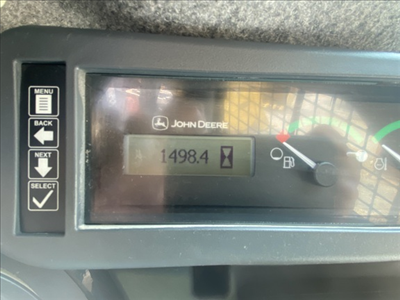 MENU
BACK
NEXT
SELECT
JOHN DEERE
1498.4